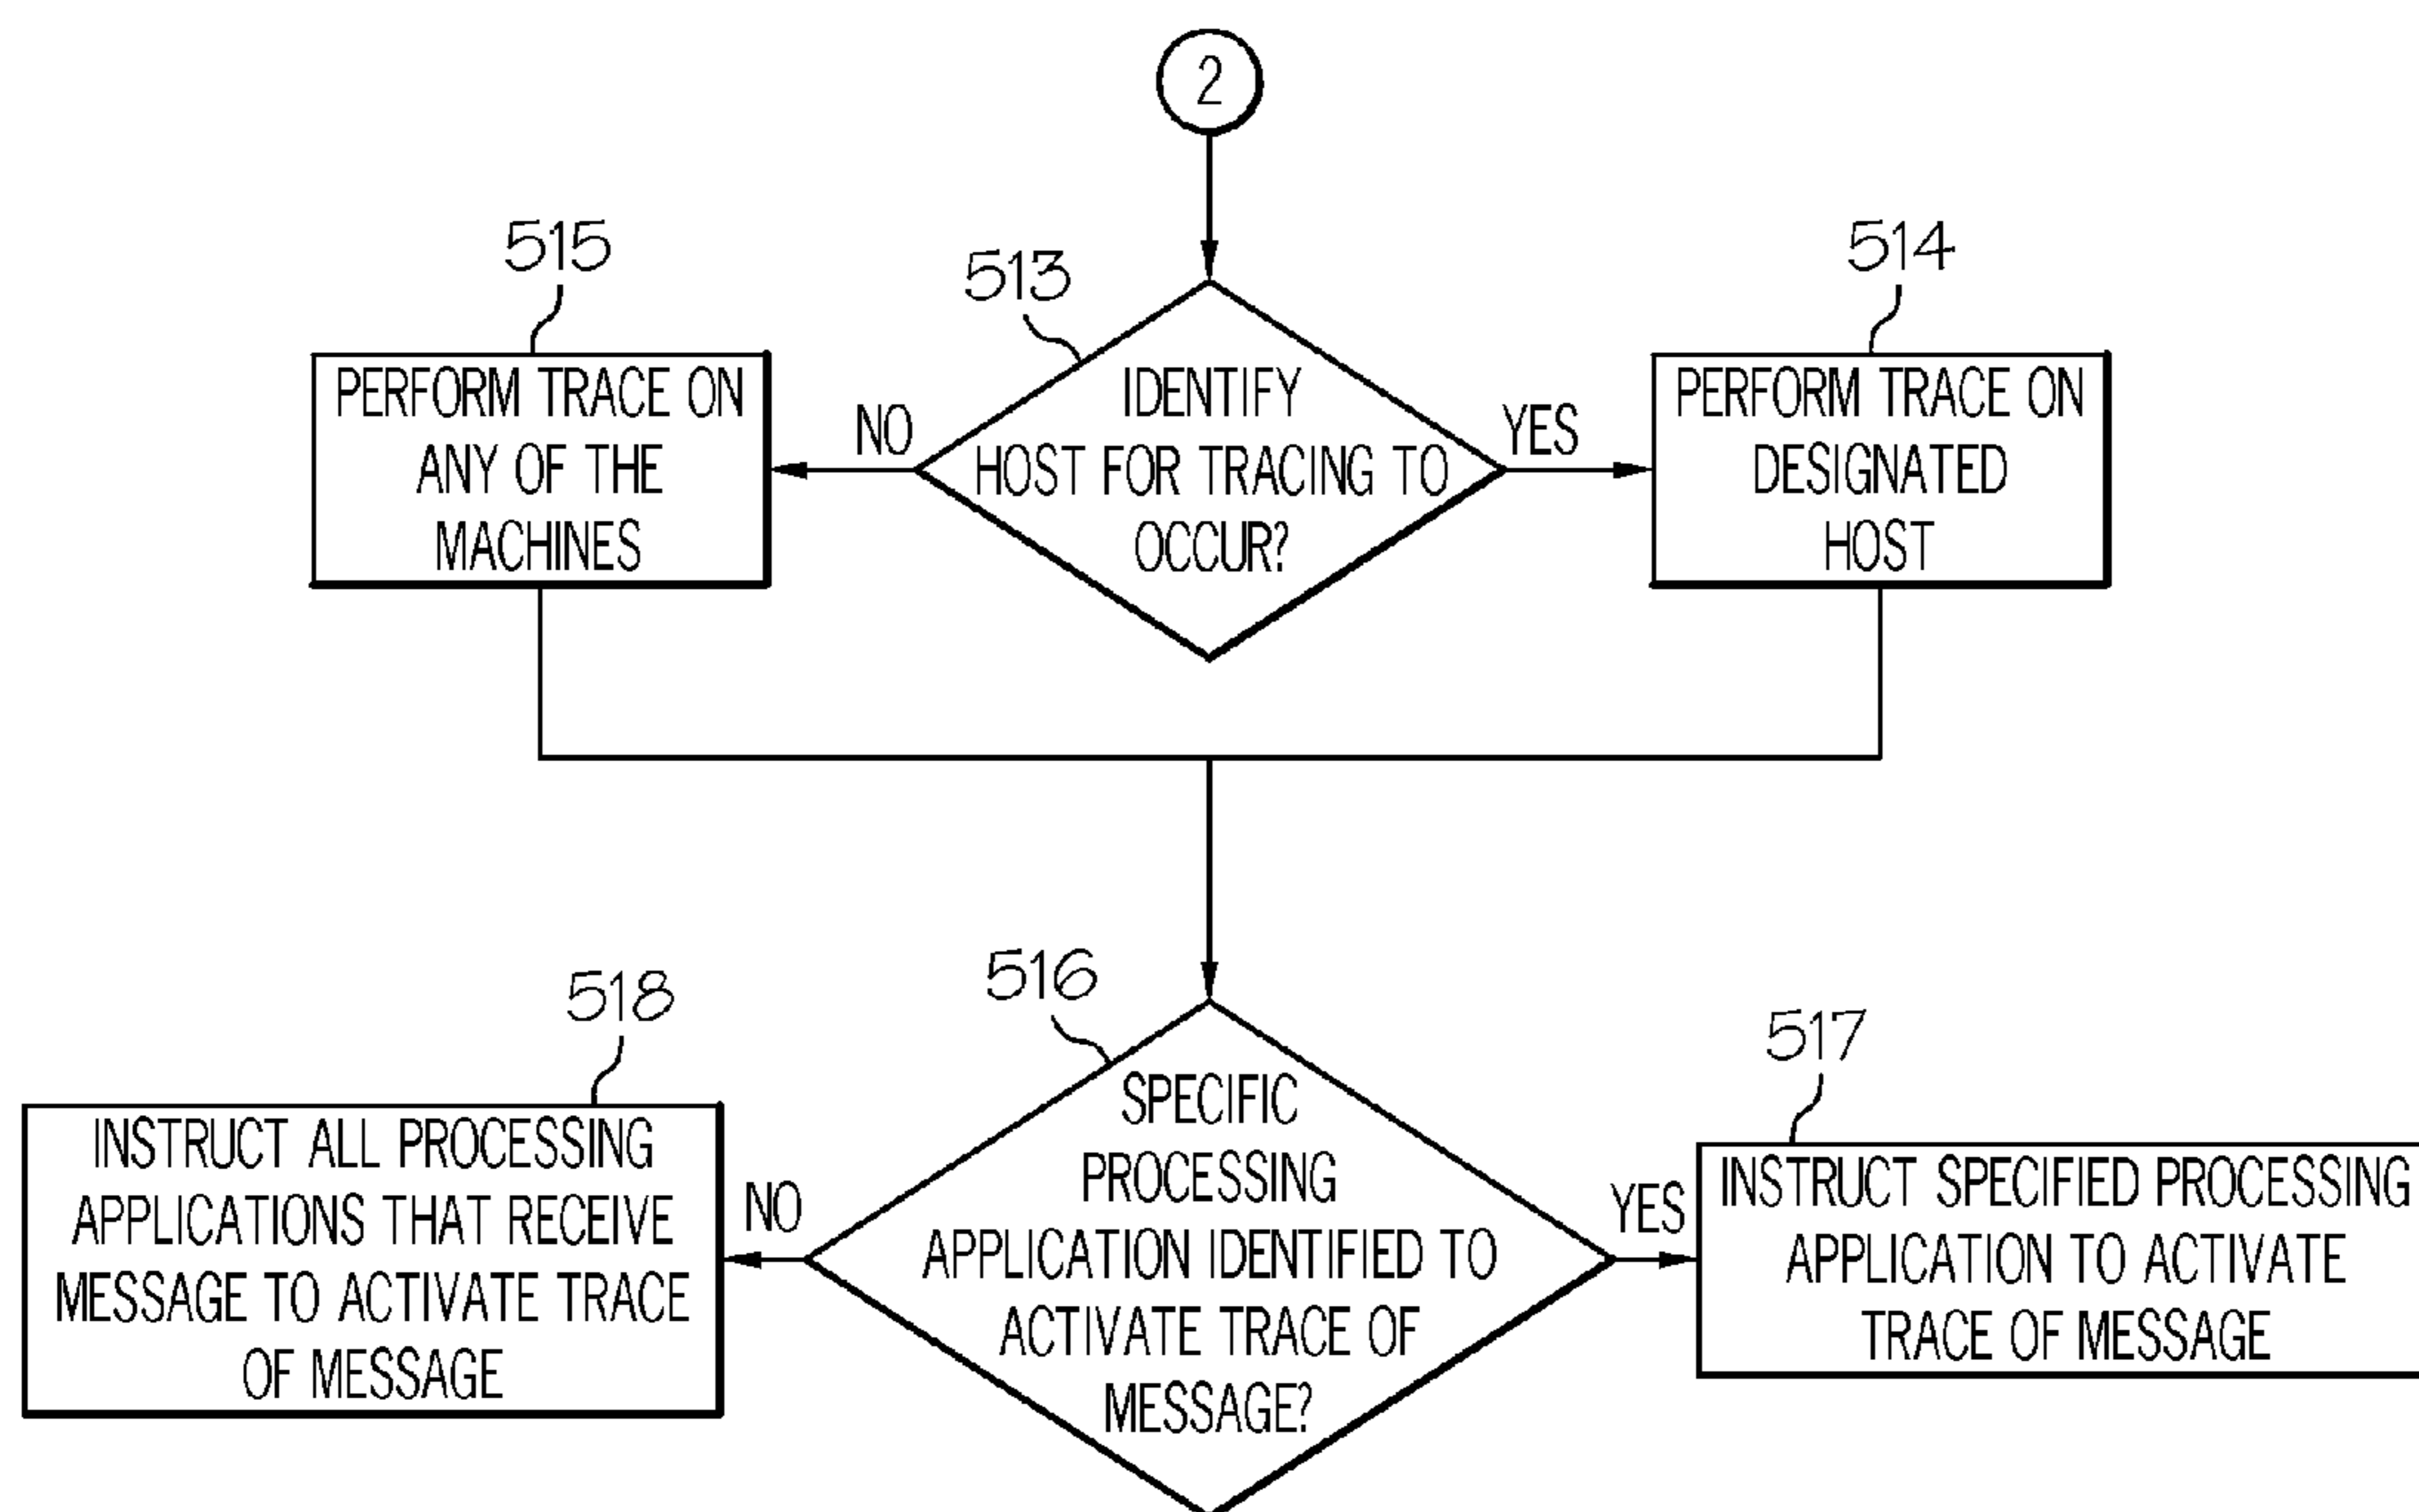 2
515
513
514
PERFORM TRACE ON
ANY OF THE
MACHINES
NO
IDENTIFY
HOST FOR TRACING TO
OCCUR?
YES
PERFORM TRACE ON
DESIGNATED
HOST
518
516
517
INSTRUCT ALL PROCESSING
APPLICATIONS THAT RECEIVE
MESSAGE TO ACTIVATE TRACE
OF MESSAGE
NO
SPECIFIC
PROCESSING
APPLICATION IDENTIFIED TO
ACTIVATE TRACE OF
MESSAGE?
YES
INSTRUCT SPECIFIED PROCESSING
APPLICATION TO ACTIVATE
TRACE OF MESSAGE